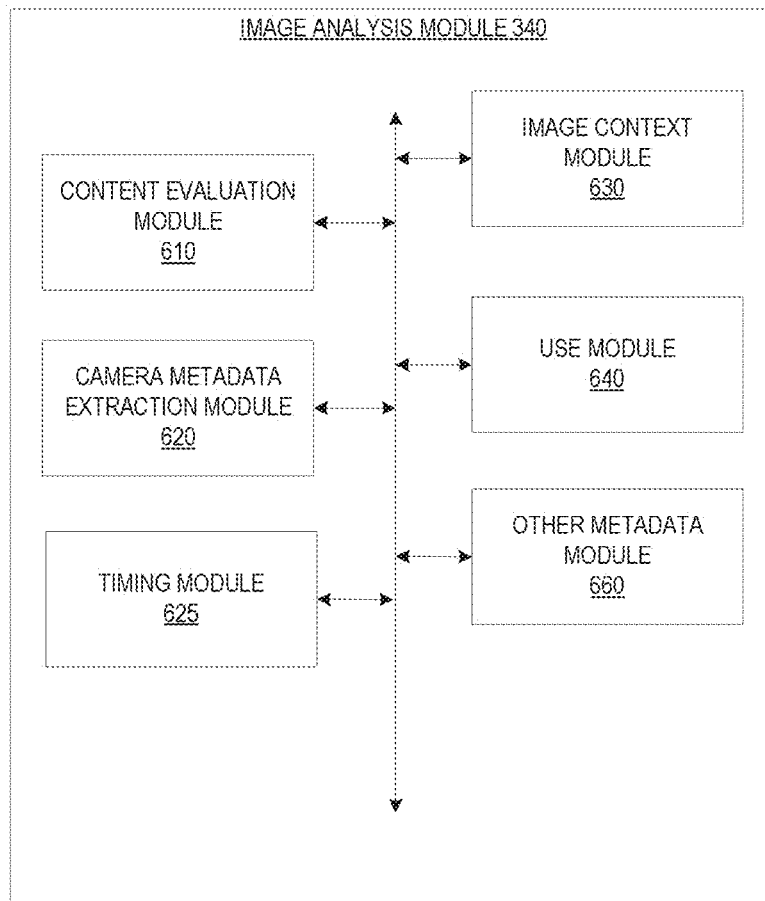 IMAGE ANALYSIS MODULE 340
CONTENT EVALUATION
MODULE
610
CAMERA METADATA
EXTRACTION MODULE
620
TIMING MODULE
625
IMAGE CONTEXT
MODULE
630
USE MODULE
640
OTHER METADATA
MODULE
660